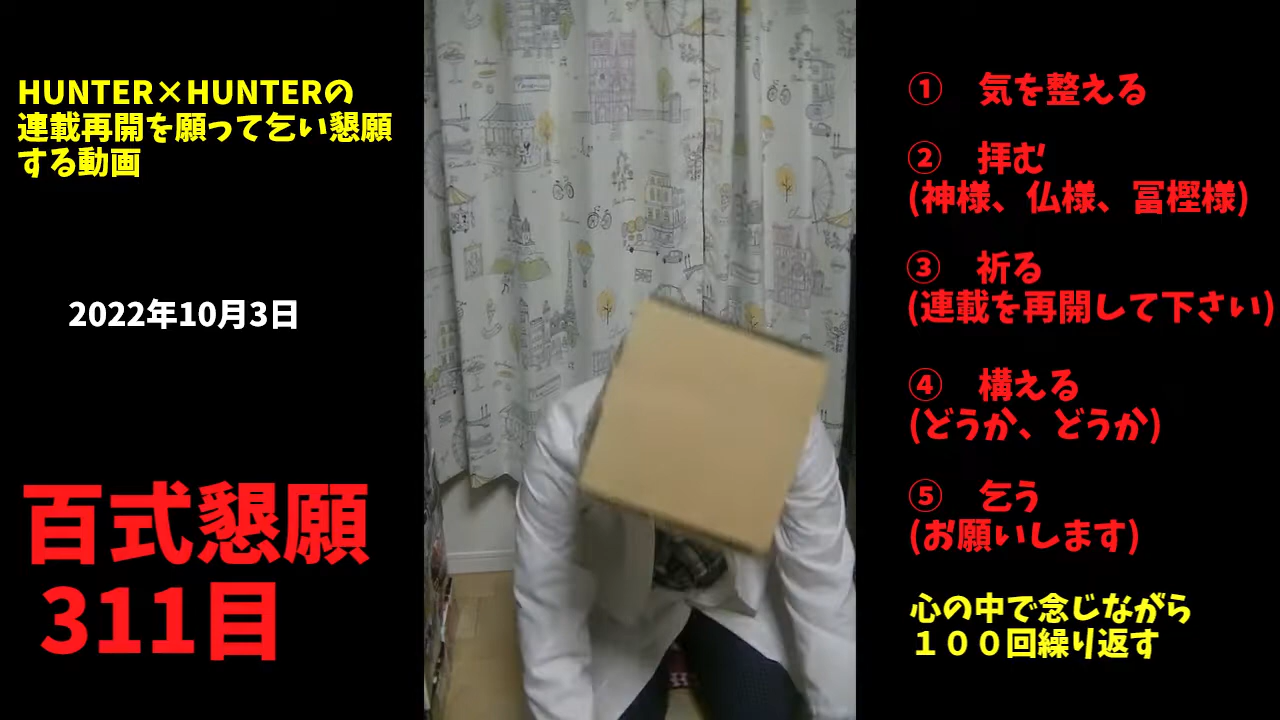 HUNTER×HUNTERの
連載再開を願って乞い懇願
する動画
2022年10月3日
百式懇願
311目
① 気を整える
② 拝む
(神様、仏様、冨樫様)
③ 祈る
(連載を再開して下さい)
④ 構える
(どうか、どうか)
⑤ 乞う
(お願いします)
心の中で念じながら
１００回繰り返す